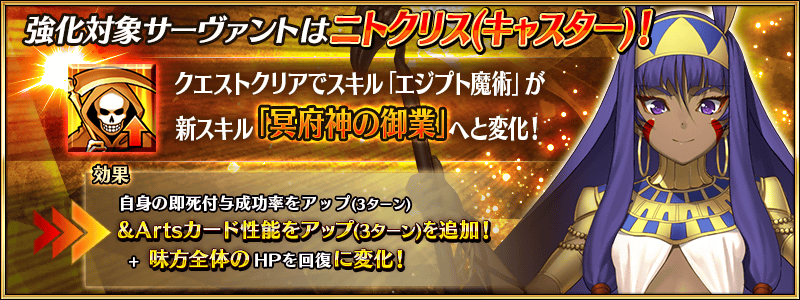 強化対象サーヴァントはニトクリス(キャスター)!
クエストクリアでスキル「エジプト魔術」が
新スキル「冥府神の御業」へと変化!
効果
自身の即死付与成功率をアップ(3ターン)
&Artsカード性能をアップ(3ターン)を追加!
+ 味方全体のHPを回復に変化!